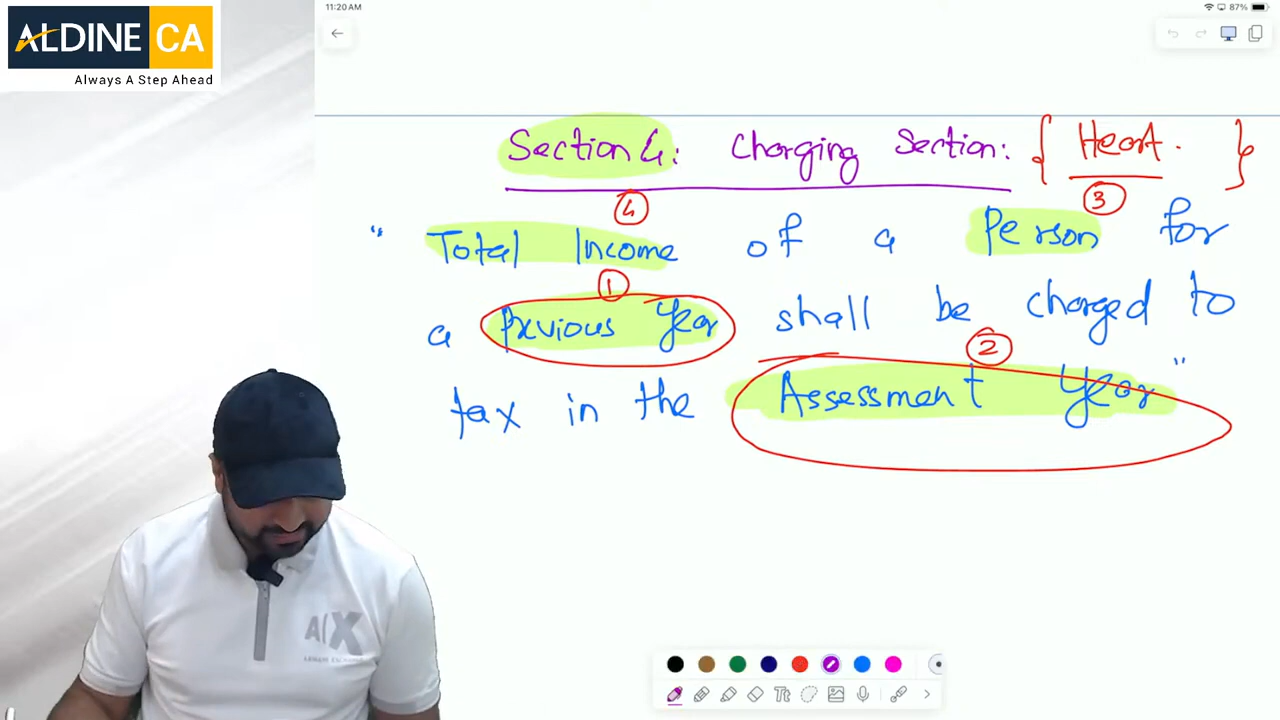 ALDINE CA
Always A Step Ahead
11:20 AM
87%
Section 4: Charging Section: { Heart. }
4
3
" Total Income of a Person for
1
a Previous Year shall be charged to
2
tax in the Assessment Year"
A|X
Tt